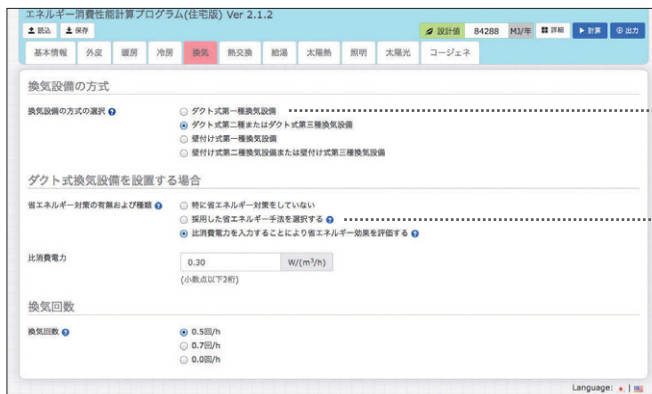 エネルギー消費性能計算プログラム(住宅版) Ver 2.1.2
読込 保存 設計値 84288 MJ/年 詳細 計算 出力
基本情報 外皮 暖房 冷房 換気 熱交換 給湯 太陽熱 照明 太陽光 コージェネ
換気設備の方式
換気設備の方式の選択 ダクト式第一種換気設備
ダクト式第二種またはダクト式第三種換気設備
壁付け式第一種換気設備
壁付け式第二種換気設備または壁付け式第三種換気設備
ダクト式換気設備を設置する場合
省エネルギー対策の有無および種類 特に省エネルギー対策をしていない
採用した省エネルギー手法を選択する
比消費電力を入力することにより省エネルギー効果を評価する
比消費電力 0.30 W/(m³/h)
(小数点以下2桁)
換気回数
換気回数 0.5回/h
0.7回/h
0.0回/h
Language: |